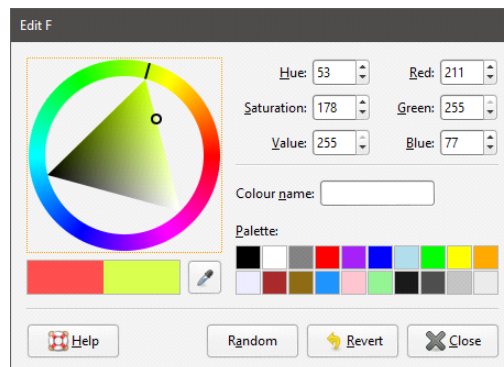 Edit F
Hue: 53 Red: 211
Saturation: 178 Green: 255
Value: 255 Blue: 77
Colour name:
Palette:
Help Random Revert Close